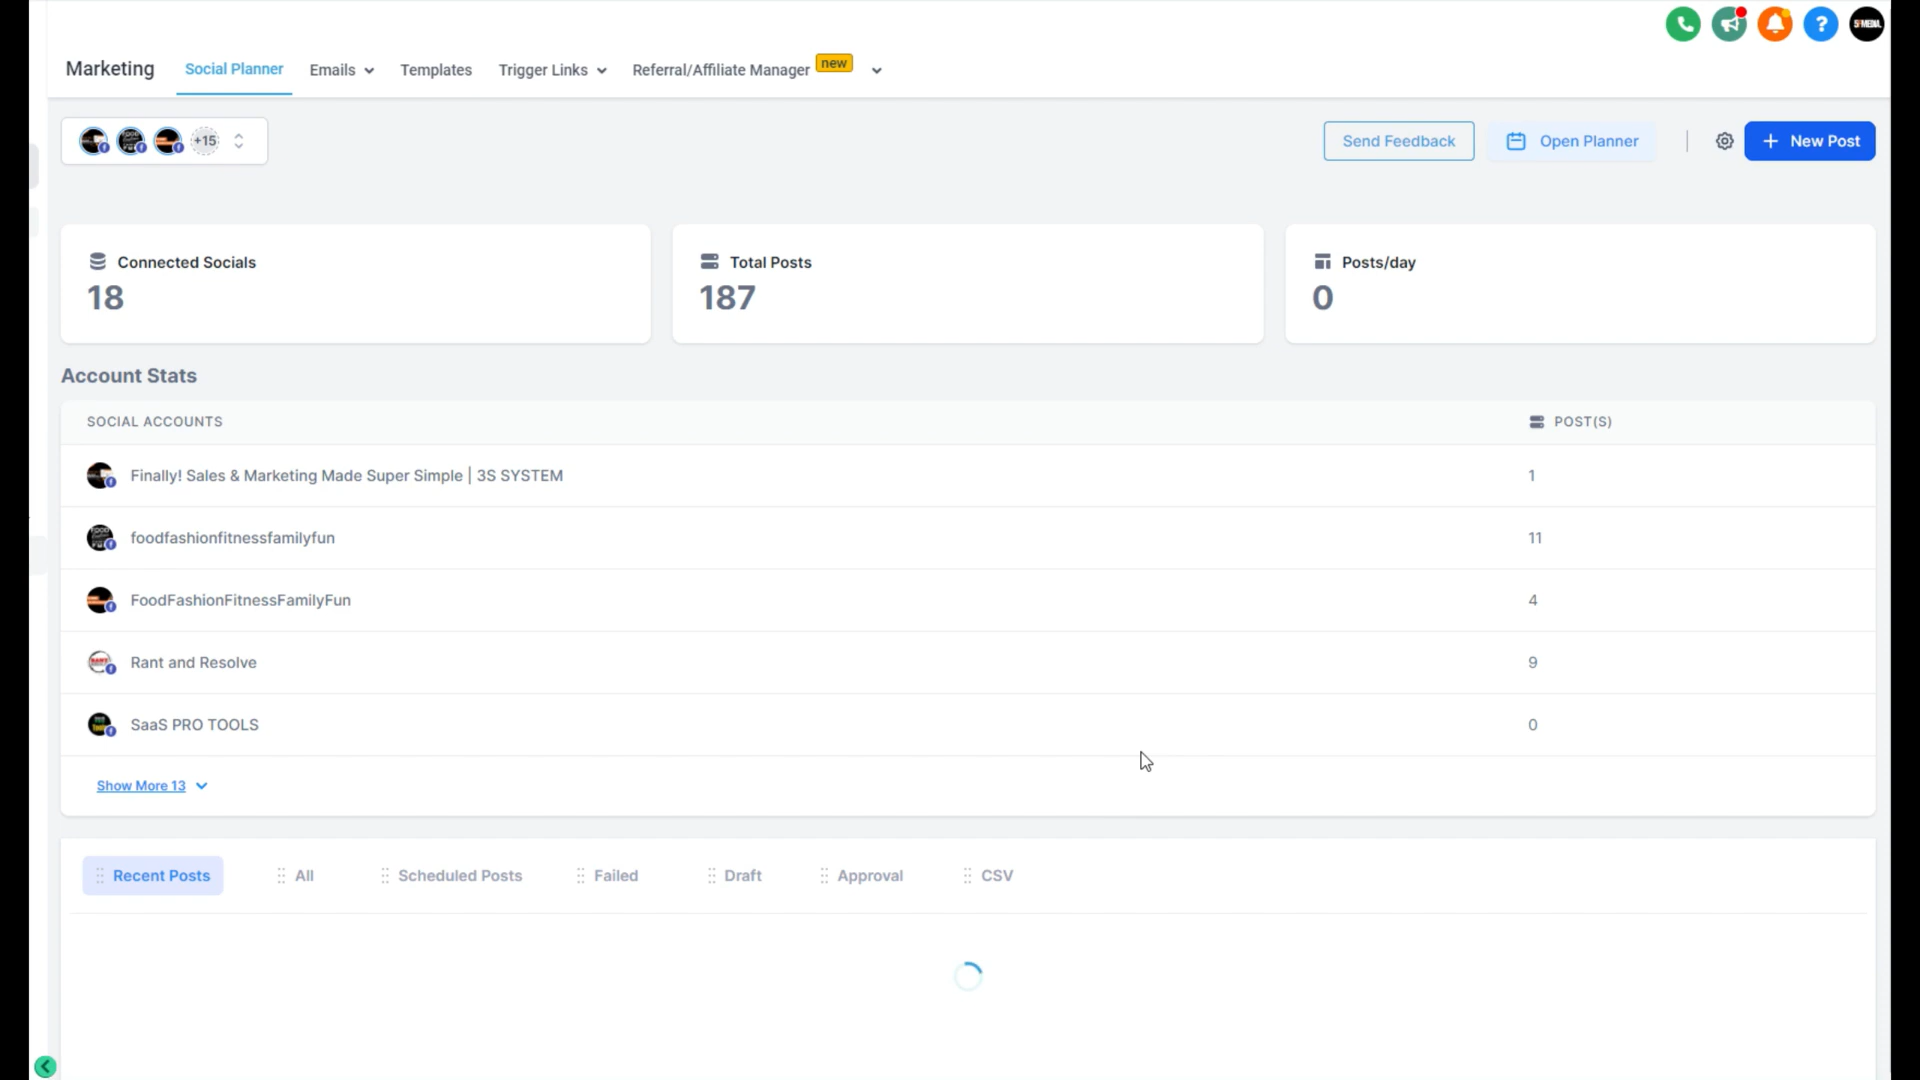 Marketing
Social Planner
Emails
Templates
Trigger Links
Referral/Affiliate Manager
new
+15
Send Feedback
Open Planner
New Post
Connected Socials
18
Total Posts
187
Posts/day
0
Account Stats
SOCIAL ACCOUNTS
POST(S)
Finally! Sales & Marketing Made Super Simple | 3S SYSTEM
1
foodfashionfitnessfamilyfun
11
FoodFashionFitnessFamilyFun
4
Rant and Resolve
9
SaaS PRO TOOLS
0
Show More 13
Recent Posts
All
Scheduled Posts
Failed
Draft
Approval
CSV